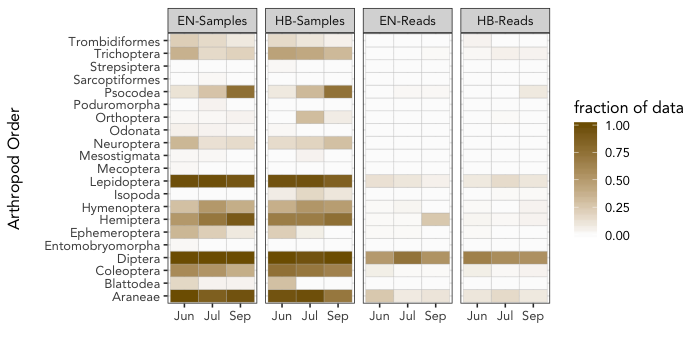 EN-Samples HB-Samples EN-Reads HB-Reads
Trombidiformes
Trichoptera
Strepsiptera
Sarcoptiformes
Psocodea
Poduromorpha
Orthoptera
Odonata
Neuroptera
Mesostigmata
Mecoptera
Lepidoptera
Isopoda
Hymenoptera
Hemiptera
Ephemeroptera
Entomobryomorpha
Diptera
Coleoptera
Blattodea
Araneae
Arthropod Order
Jun Jul Sep Jun Jul Sep Jun Jul Sep Jun Jul Sep
fraction of data
1.00
0.75
0.50
0.25
0.00